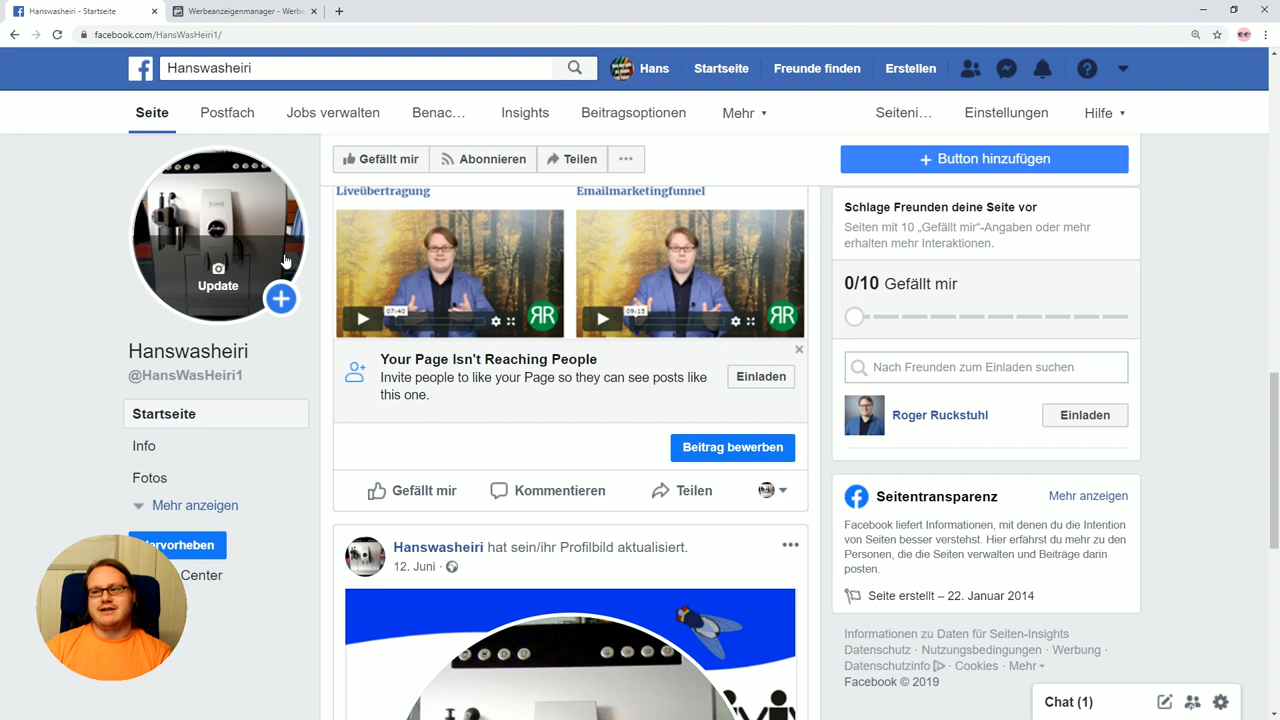 Hanswasheiri - Startseite
Werbeanzeigenmanager - Werbe
facebook.com/HansWasHeiri1/
Hanswasheiri
Hans
Startseite
Freunde finden
Erstellen
Seite
Postfach
Jobs verwalten
Benac...
Insights
Beitragsoptionen
Mehr
Seiteni...
Einstellungen
Hilfe
Gefällt mir
Abonnieren
Teilen
Button hinzufügen
Update
Hanswasheiri
@HansWasHeiri1
Startseite
Info
Fotos
Mehr anzeigen
Center
Liveübertragung
Emailmarketingfunnel
07:40
RR
09:15
RR
Your Page Isn't Reaching People
Invite people to like your Page so they can see posts like
this one.
Einladen
Beitrag bewerben
Gefällt mir
Kommentieren
Teilen
Hanswasheiri hat sein/ihr Profilbild aktualisiert.
12. Juni
Schlage Freunden deine Seite vor
Seiten mit 10 „Gefällt mir“-Angaben oder mehr
erhalten mehr Interaktionen.
0/10 Gefällt mir
Nach Freunden zum Einladen suchen
Roger Ruckstuhl
Einladen
Seitentransparenz
Mehr anzeigen
Facebook liefert Informationen, mit denen du die Intention
von Seiten besser verstehst. Hier erfährst du mehr zu den
Personen, die die Seiten verwalten und Beiträge darin
posten.
Seite erstellt – 22. Januar 2014
Informationen zu Daten für Seiten-Insights
Datenschutz · Nutzungsbedingungen · Werbung ·
Datenschutzinfo · Cookies · Mehr
Facebook © 2019
Chat (1)